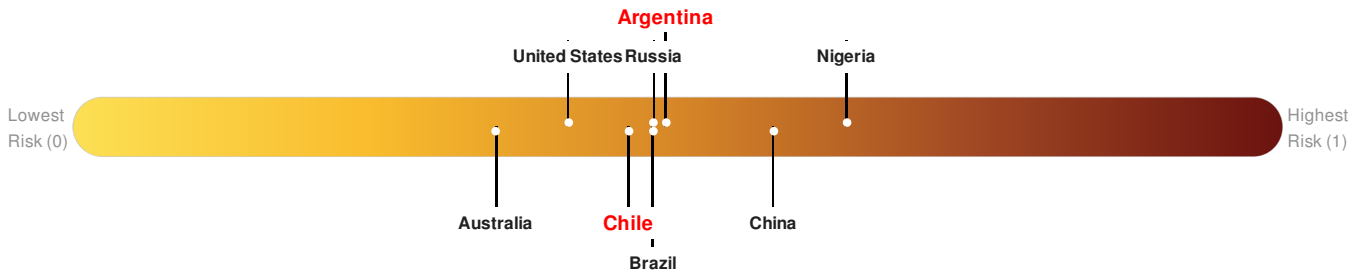 Argentina
United States Russia Nigeria
Lowest
Risk (0)
Highest
Risk (1)
Australia Chile China
Brazil